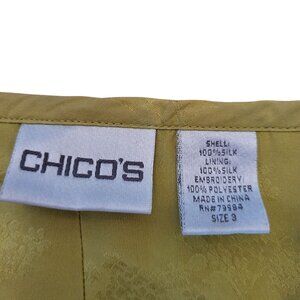 CHICO'S
SHELL:
100% SILK
LINING:
100% SILK
EMBROIDERY:
100% POLYESTER
MADE IN CHINA
RN#79984
SIZE 3